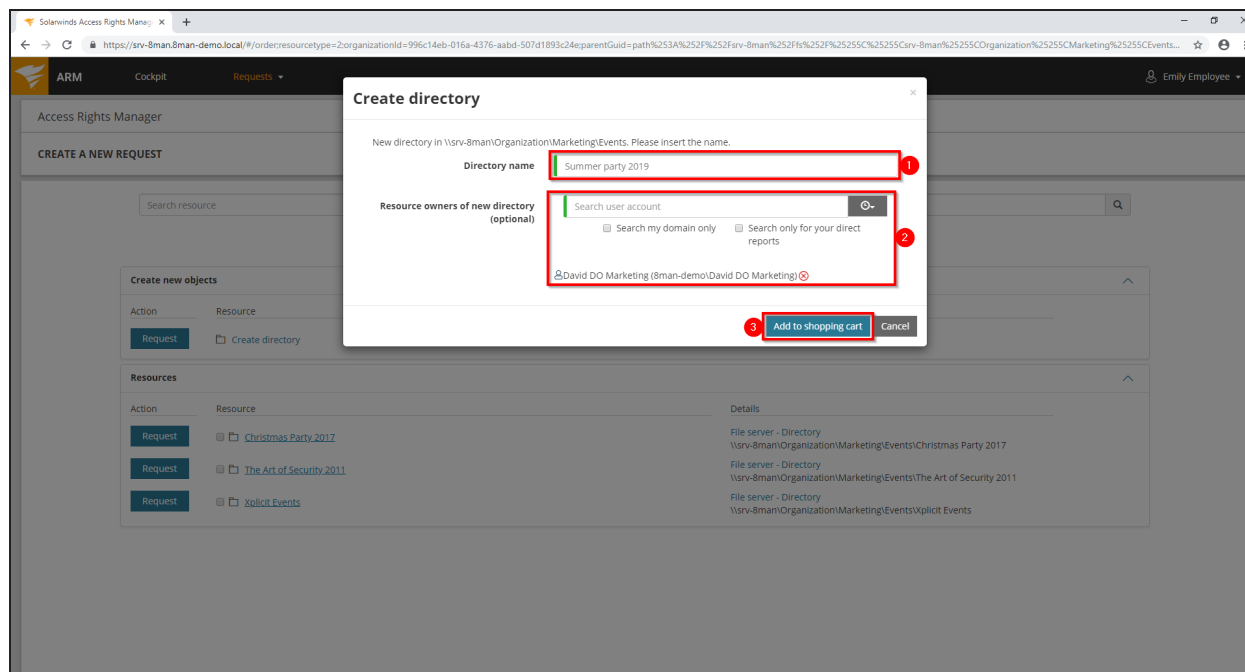 Solarwinds Access Rights Manag
https://srv-8man.8man-demo.local/#/order;resourcetype=2;organizationId=996c14eb-016a-4376-aabd-507d1893c24e;parentGuid=path%253A%252F%252Fsrv-8man%252Ffs%252F%25255C%25255Csrv-8man%25255COrganization%25255CMarketing%25255CEvents...
ARM Cockpit Requests Emily Employee
Access Rights Manager
CREATE A NEW REQUEST
Create directory
New directory in \\srv-8man\Organization\Marketing\Events. Please insert the name.
Directory name Summer party 2019 1
Resource owners of new directory (optional)
Search user account
Search my domain only
Search only for your direct reports
2
David DO Marketing (8man-demo\David DO Marketing)
3 Add to shopping cart Cancel
Search resource
Create new objects
Action Resource
Request Create directory
Resources
Action Resource Details
Request Christmas Party 2017 File server - Directory
\\srv-8man\Organization\Marketing\Events\Christmas Party 2017
Request The Art of Security 2011 File server - Directory
\\srv-8man\Organization\Marketing\Events\The Art of Security 2011
Request Xplicit Events File server - Directory
\\srv-8man\Organization\Marketing\Events\Xplicit Events